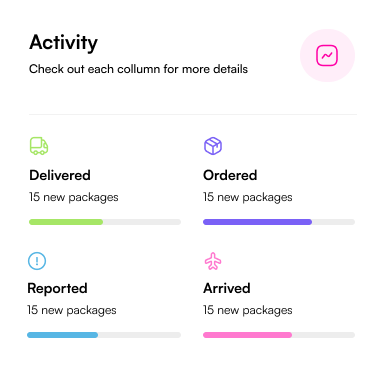 Activity
Check out each collumn for more details
Delivered
15 new packages
Ordered
15 new packages
Reported
15 new packages
Arrived
15 new packages